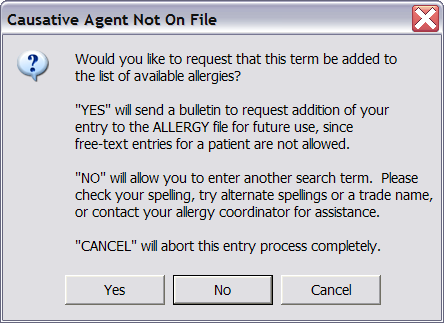 Causative Agent Not On File
Would you like to request that this term be added to
the list of available allergies?
"YES" will send a bulletin to request addition of your
entry to the ALLERGY file for future use, since
free-text entries for a patient are not allowed.
"NO" will allow you to enter another search term.  Please
check your spelling, try alternate spellings or a trade name,
or contact your allergy coordinator for assistance.
"CANCEL" will abort this entry process completely.
Yes
No
Cancel